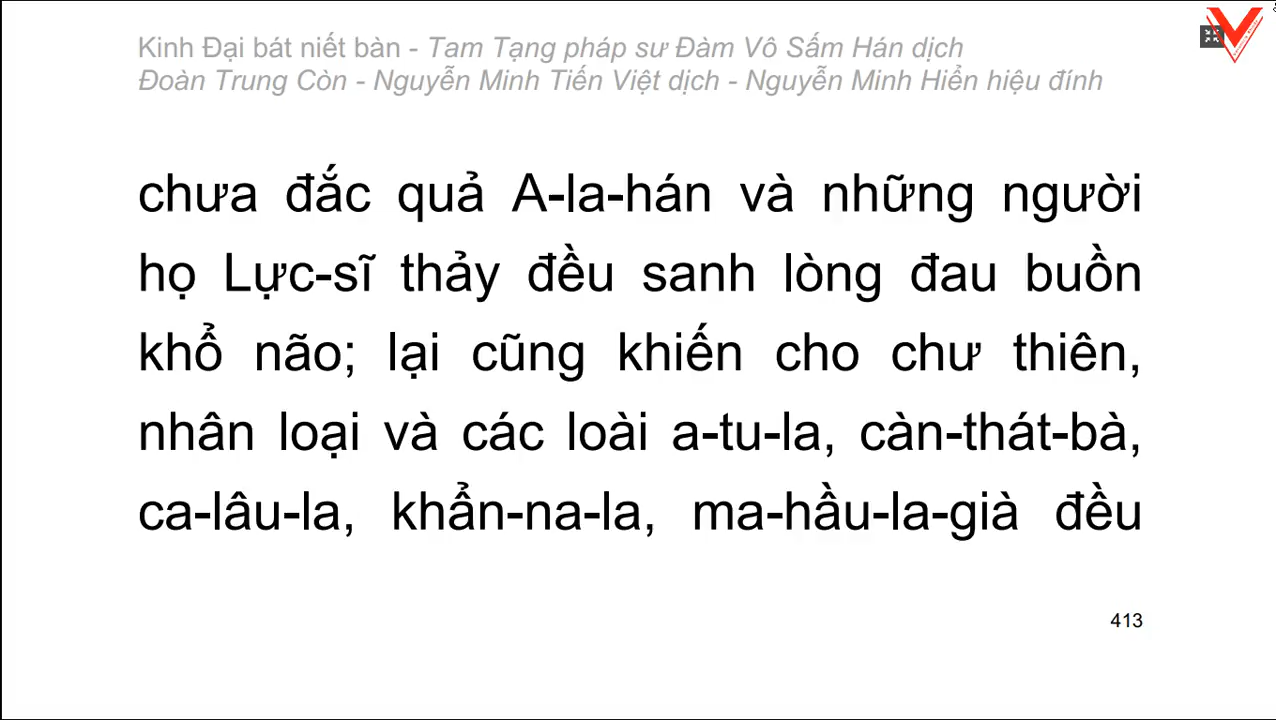 Kinh Đại bát niết bàn - Tam Tạng pháp sư Đàm Vô Sấm Hán dịch
Đoàn Trung Còn - Nguyễn Minh Tiến Việt dịch - Nguyễn Minh Hiển hiệu đính
chưa đắc quả A-la-hán và những người
họ Lực-sĩ thảy đều sanh lòng đau buồn
khổ não; lại cũng khiến cho chư thiên,
nhân loại và các loài a-tu-la, càn-thát-bà,
ca-lâu-la, khẩn-na-la, ma-hầu-la-già đều
413